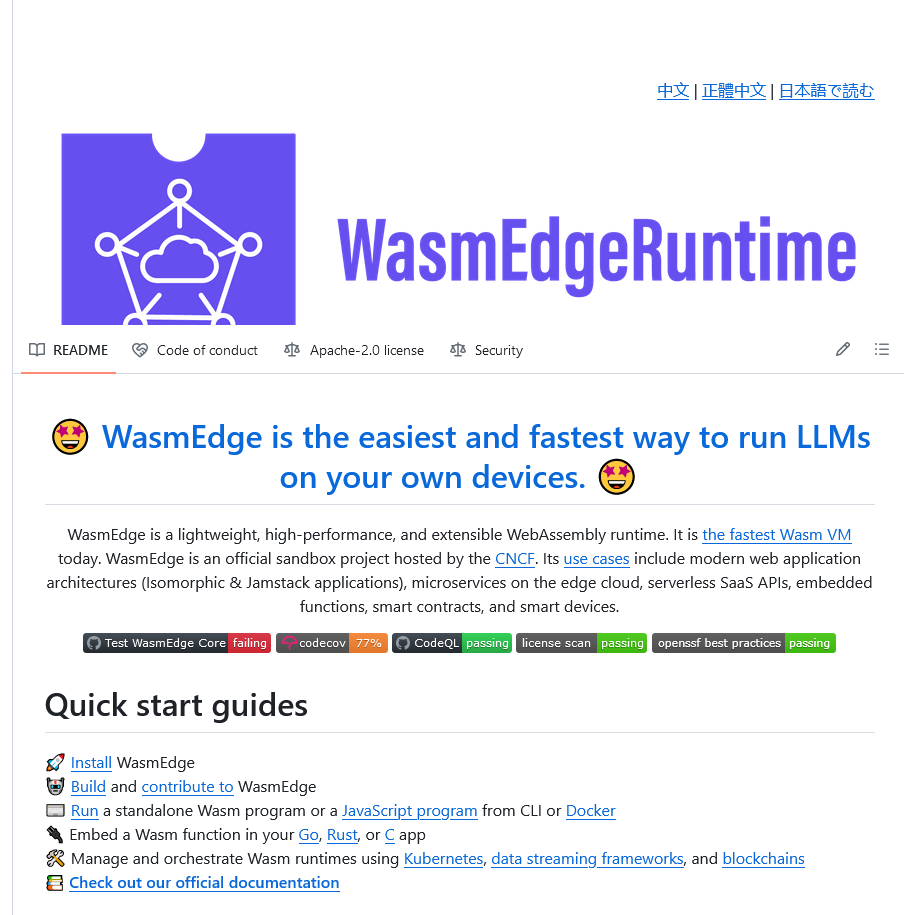 中文 | 正體中文 | 日本語で読む
WasmEdgeRuntime
README Code of conduct Apache-2.0 license Security
🤩 WasmEdge is the easiest and fastest way to run LLMs
on your own devices. 🤩
WasmEdge is a lightweight, high-performance, and extensible WebAssembly runtime. It is the fastest Wasm VM
today. WasmEdge is an official sandbox project hosted by the CNCF. Its use cases include modern web application
architectures (Isomorphic & Jamstack applications), microservices on the edge cloud, serverless SaaS APIs, embedded
functions, smart contracts, and smart devices.
Test WasmEdge Core failing codecov 77% CodeQL passing license scan passing openssf best practices passing
Quick start guides
🚀 Install WasmEdge
🤖 Build and contribute to WasmEdge
⌨️ Run a standalone Wasm program or a JavaScript program from CLI or Docker
🔌 Embed a Wasm function in your Go, Rust, or C app
🛠 Manage and orchestrate Wasm runtimes using Kubernetes, data streaming frameworks, and blockchains
📚 Check out our official documentation